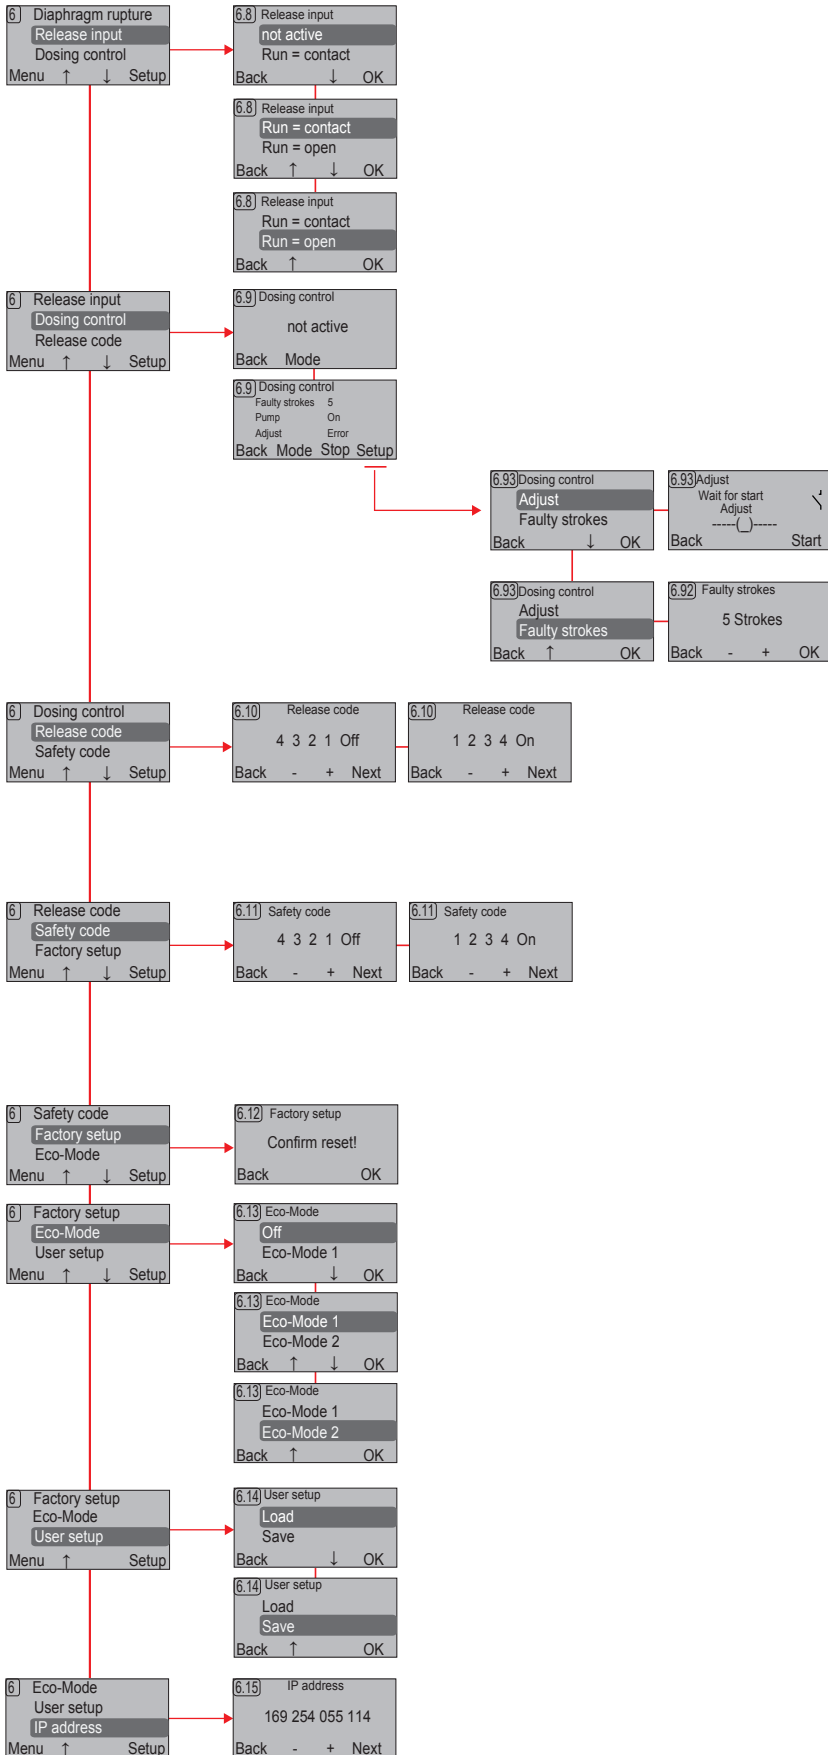 6 Diaphragm rupture
Release input
Dosing control
Menu ↑ ↓ Setup
6.8 Release input
not active
Run = contact
Back ↓ OK
6.8 Release input
Run = contact
Run = open
Back ↑ ↓ OK
6.8 Release input
Run = contact
Run = open
Back ↑ OK
6 Release input
Dosing control
Release code
Menu ↑ ↓ Setup
6.9 Dosing control
not active
Back Mode
6.9 Dosing control
Faulty strokes 5
Pump On
Adjust Error
Back Mode Stop Setup
6.93 Dosing control
Adjust
Faulty strokes
Back ↓ OK
6.93 Adjust
Wait for start
Adjust
-----(_)-----
Back Start
6.93 Dosing control
Adjust
Faulty strokes
Back ↑ OK
6.92 Faulty strokes
5 Strokes
Back - + OK
6 Dosing control
Release code
Safety code
Menu ↑ ↓ Setup
6.10 Release code
4 3 2 1 Off
Back - + Next
6.10 Release code
1 2 3 4 On
Back - + Next
6 Release code
Safety code
Factory setup
Menu ↑ ↓ Setup
6.11 Safety code
4 3 2 1 Off
Back - + Next
6.11 Safety code
1 2 3 4 On
Back - + Next
6 Safety code
Factory setup
Eco-Mode
Menu ↑ ↓ Setup
6.12 Factory setup
Confirm reset!
Back OK
6 Factory setup
Eco-Mode
User setup
Menu ↑ ↓ Setup
6.13 Eco-Mode
Off
Eco-Mode 1
Back ↓ OK
6.13 Eco-Mode
Eco-Mode 1
Eco-Mode 2
Back ↑ ↓ OK
6.13 Eco-Mode
Eco-Mode 1
Eco-Mode 2
Back ↑ OK
6 Factory setup
Eco-Mode
User setup
Menu ↑ Setup
6.14 User setup
Load
Save
Back ↓ OK
6.14 User setup
Load
Save
Back ↑ OK
6 Eco-Mode
User setup
IP address
Menu ↑ Setup
6.15 IP address
169 254 055 114
Back - + Next